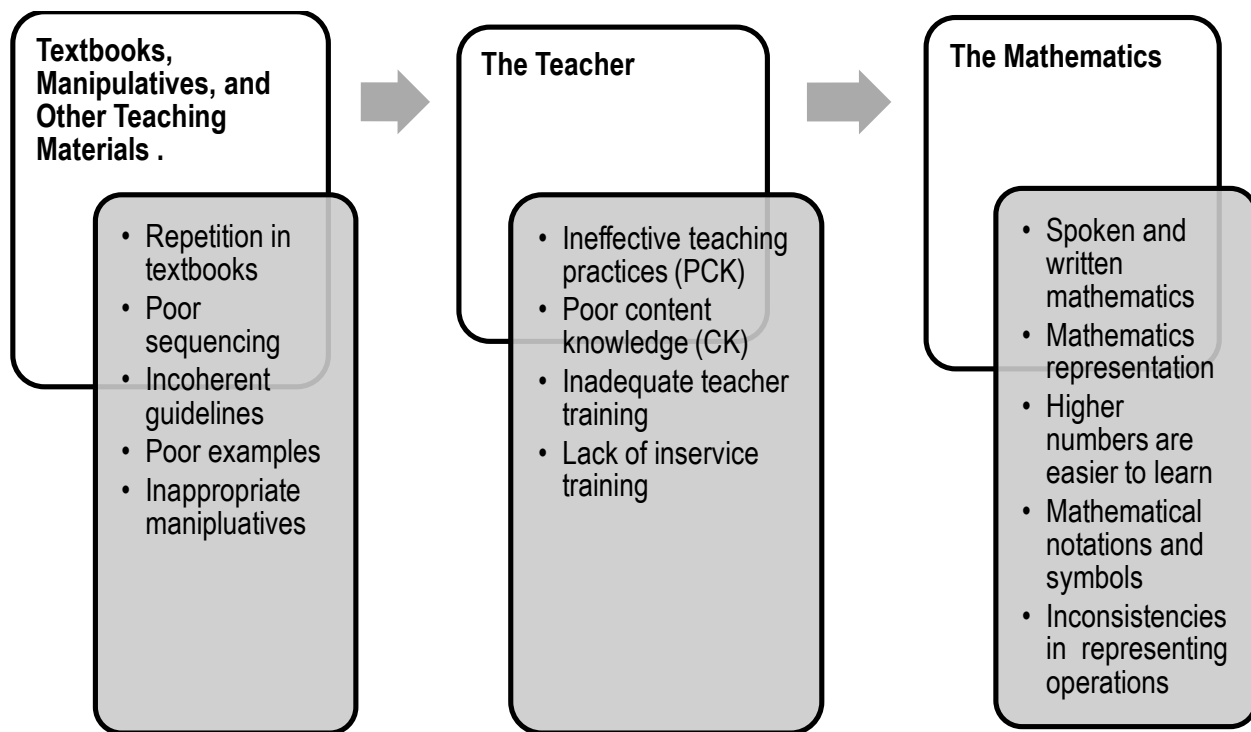 Textbooks,
Manipulatives, and
Other Teaching
Materials .
• Repetition in
textbooks
• Poor
sequencing
• Incoherent
guidelines
• Poor examples
• Inappropriate
manipluatives
The Teacher
• Ineffective teaching
practices (PCK)
• Poor content
knowledge (CK)
• Inadequate teacher
training
• Lack of inservice
training
The Mathematics
• Spoken and
written
mathematics
• Mathematics
representation
• Higher
numbers are
easier to learn
• Mathematical
notations and
symbols
• Inconsistencies
in representing
operations